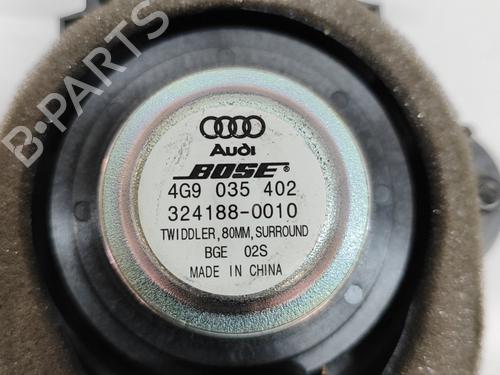 B-PARTS
Audi
BOSE®
4G9 035 402
324188-0010
TWIDDLER, 80MM, SURROUND
BGE 02S
MADE IN CHINA